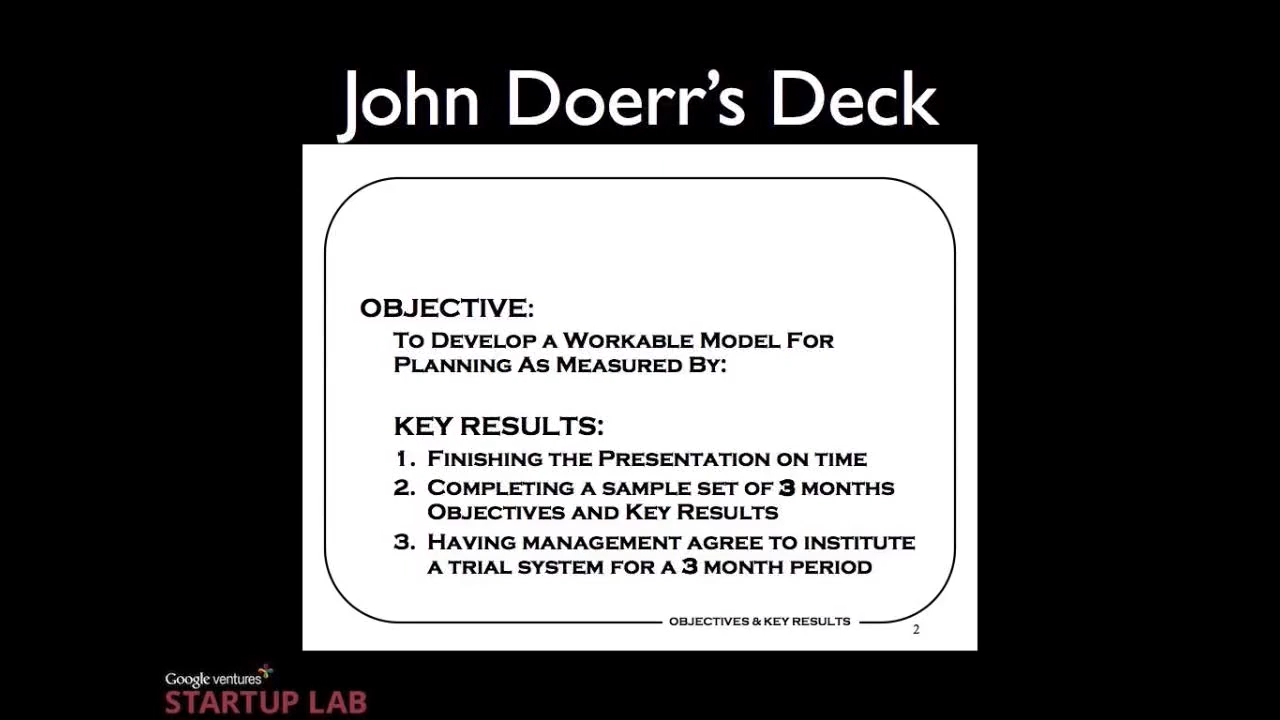 John Doerr’s Deck
OBJECTIVE:
To Develop a Workable Model For
Planning As Measured By:
KEY RESULTS:
1. Finishing the Presentation on time
2. Completing a sample set of 3 months
Objectives and Key Results
3. Having management agree to institute
a trial system for a 3 month period
OBJECTIVES & KEY RESULTS
2
Google ventures
STARTUP LAB